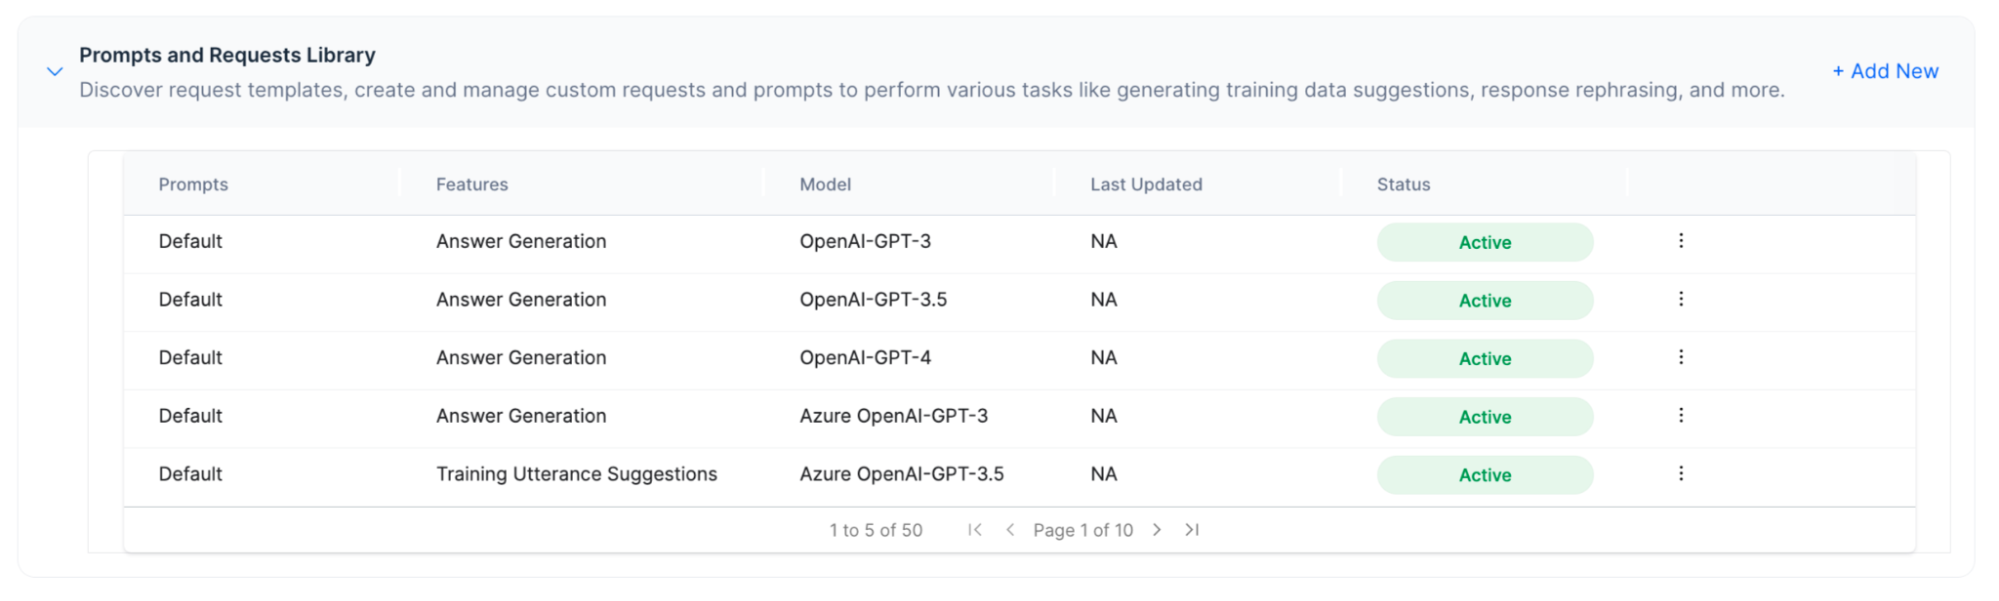 Prompts and Requests Library
Discover request templates, create and manage custom requests and prompts to perform various tasks like generating training data suggestions, response rephrasing, and more.
+ Add New
Prompts Features Model Last Updated Status
Default Answer Generation OpenAI-GPT-3 NA Active
Default Answer Generation OpenAI-GPT-3.5 NA Active
Default Answer Generation OpenAI-GPT-4 NA Active
Default Answer Generation Azure OpenAI-GPT-3 NA Active
Default Training Utterance Suggestions Azure OpenAI-GPT-3.5 NA Active
1 to 5 of 50 Page 1 of 10